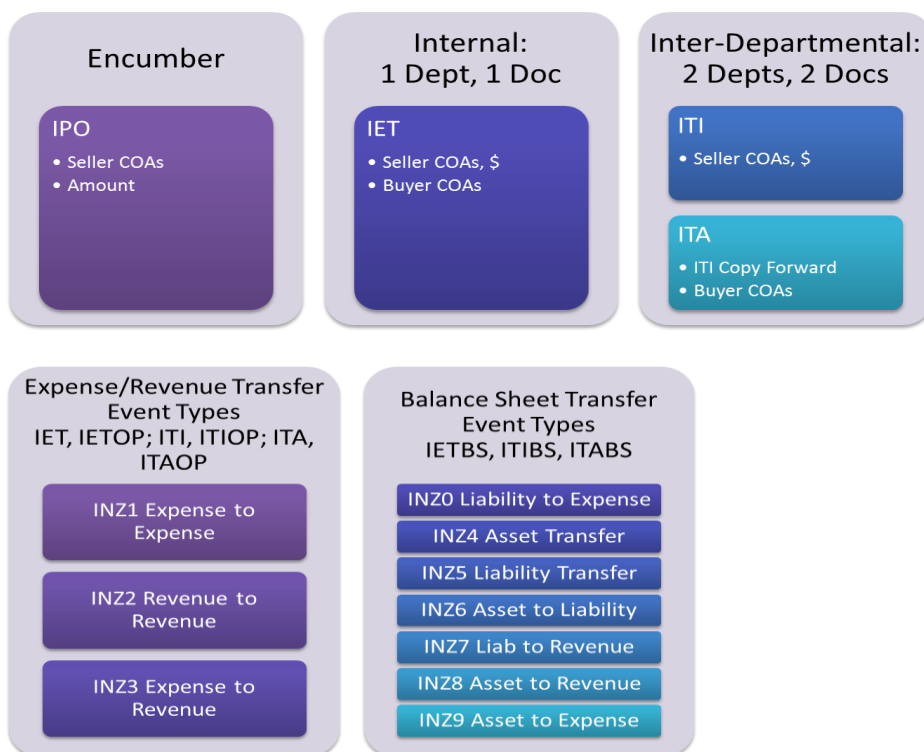 Encumber
IPO
• Seller COAs
• Amount
Internal:
1 Dept, 1 Doc
IET
• Seller COAs, $
• Buyer COAs
Inter-Departmental:
2 Depts, 2 Docs
ITI
• Seller COAs, $
ITA
• ITI Copy Forward
• Buyer COAs
Expense/Revenue Transfer
Event Types
IET, IETOP; ITI, ITIOP; ITA,
ITAOP
INZ1 Expense to
Expense
INZ2 Revenue to
Revenue
INZ3 Expense to
Revenue
Balance Sheet Transfer
Event Types
IETBS, ITIBS, ITABS
INZ0 Liability to Expense
INZ4 Asset Transfer
INZ5 Liability Transfer
INZ6 Asset to Liability
INZ7 Liab to Revenue
INZ8 Asset to Revenue
INZ9 Asset to Expense